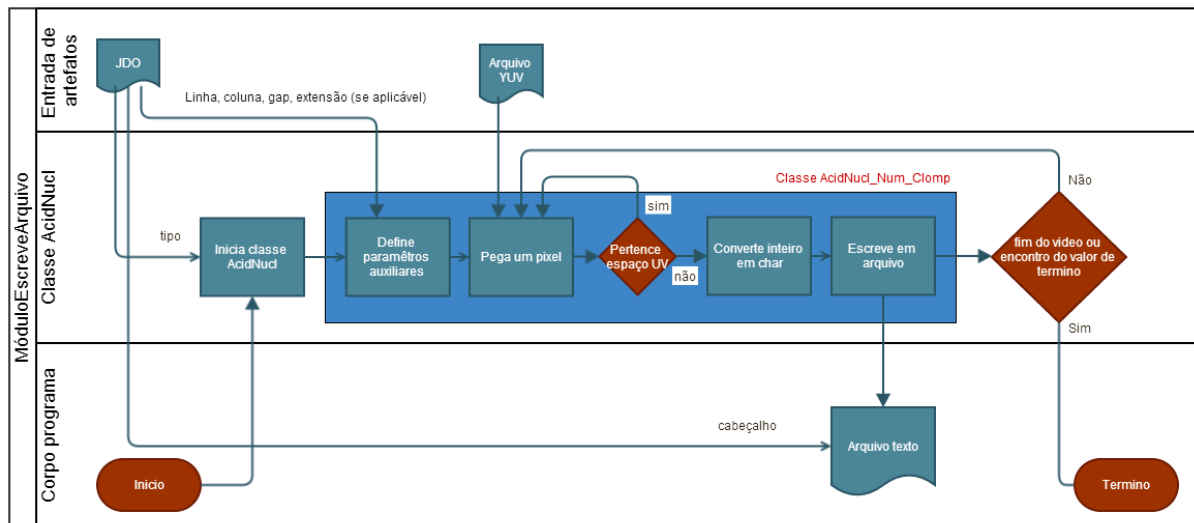 MóduloEscreveArquivo
Entrada de
artefatos
JDO
Arquivo
YUV
Linha, coluna, gap, extensão (se aplicável)
Classe AcidNucl
Classe AcidNucl_Num_Clomp
Não
sim
tipo
Inicia classe
AcidNucl
Define
paramêtros
auxiliares
Pega um pixel
Pertence
espaço UV
não
Converte inteiro
em char
Escreve em
arquivo
fim do video ou
encontro do valor de
termino
Sim
Corpo programa
cabeçalho
Arquivo texto
Inicio
Termino